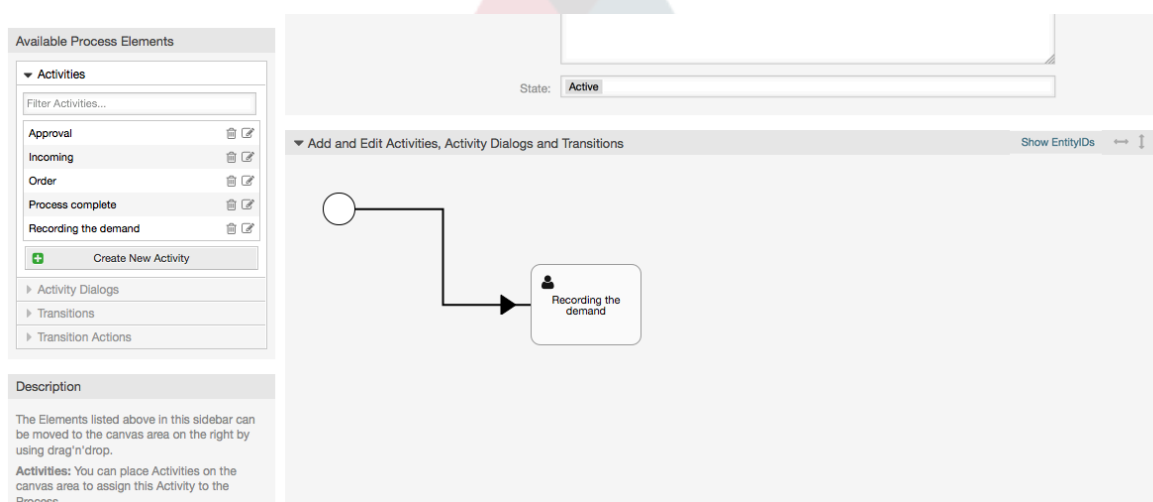 Available Process Elements
Activities
Filter Activities...
Approval
Incoming
Order
Process complete
Recording the demand
Create New Activity
Activity Dialogs
Transitions
Transition Actions
Description
The Elements listed above in this sidebar can
be moved to the canvas area on the right by
using drag'n'drop.
Activities: You can place Activities on the
canvas area to assign this Activity to the
Process
State: Active
Add and Edit Activities, Activity Dialogs and Transitions Show EntityIDs
Recording the
demand